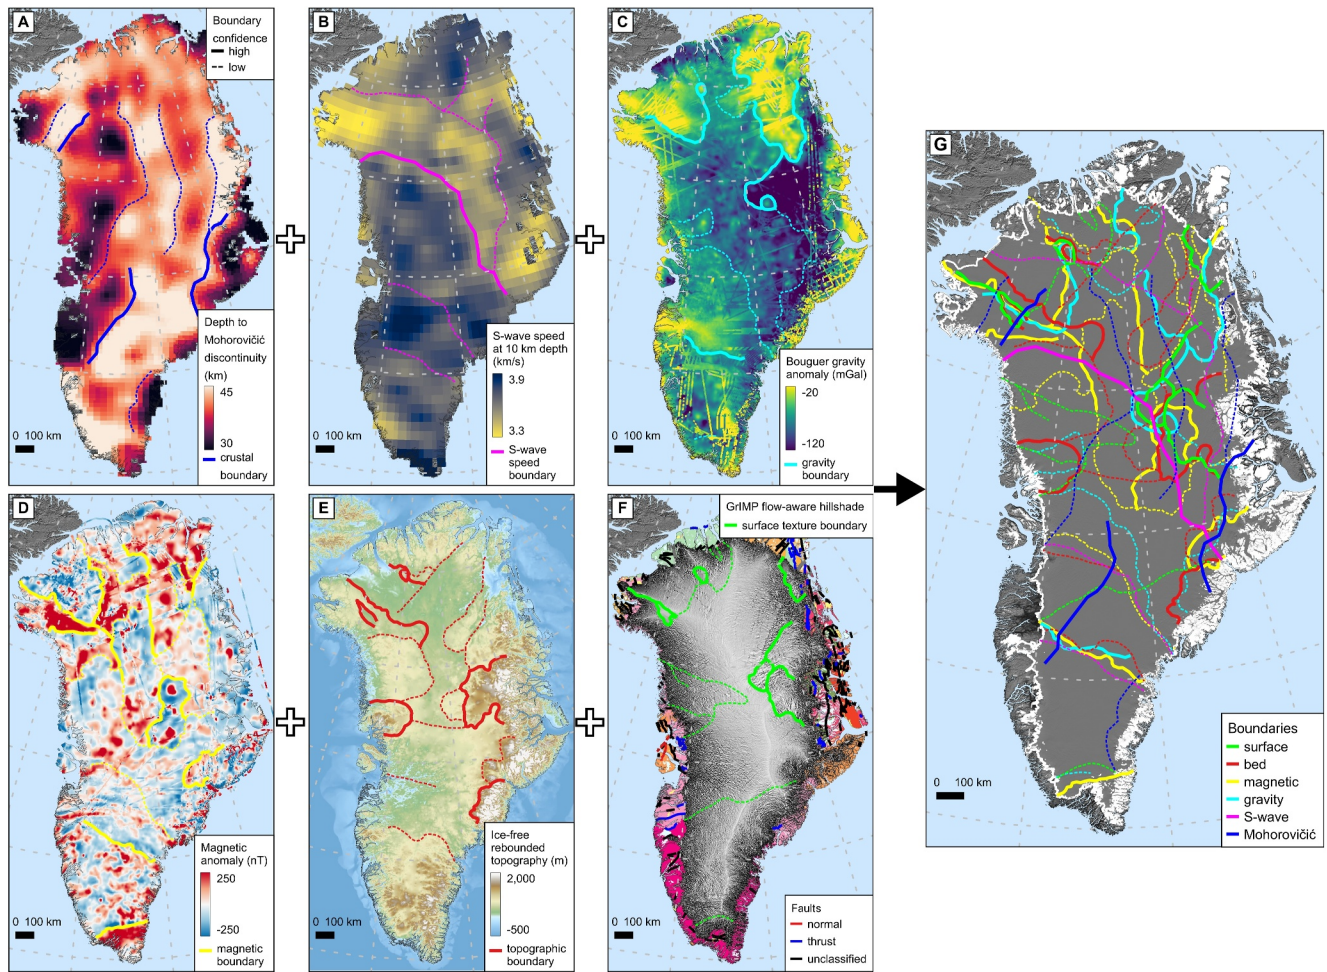 A
Boundary
confidence
high
low
Depth to
Mohorovičić
discontinuity
(km)
45
30
crustal
boundary
0 100 km
B
S-wave speed
at 10 km depth
(km/s)
3.9
3.3
S-wave
speed
boundary
0 100 km
C
Bouguer gravity
anomaly (mGal)
-20
-120
gravity
boundary
0 100 km
D
Magnetic
anomaly (nT)
250
-250
magnetic
boundary
0 100 km
E
Ice-free
rebounded
topography (m)
2,000
-500
topographic
boundary
0 100 km
F
GrIMP flow-aware hillshade
surface texture boundary
Faults
normal
thrust
unclassified
0 100 km
G
Boundaries
surface
bed
magnetic
gravity
S-wave
Mohorovičić
0 100 km